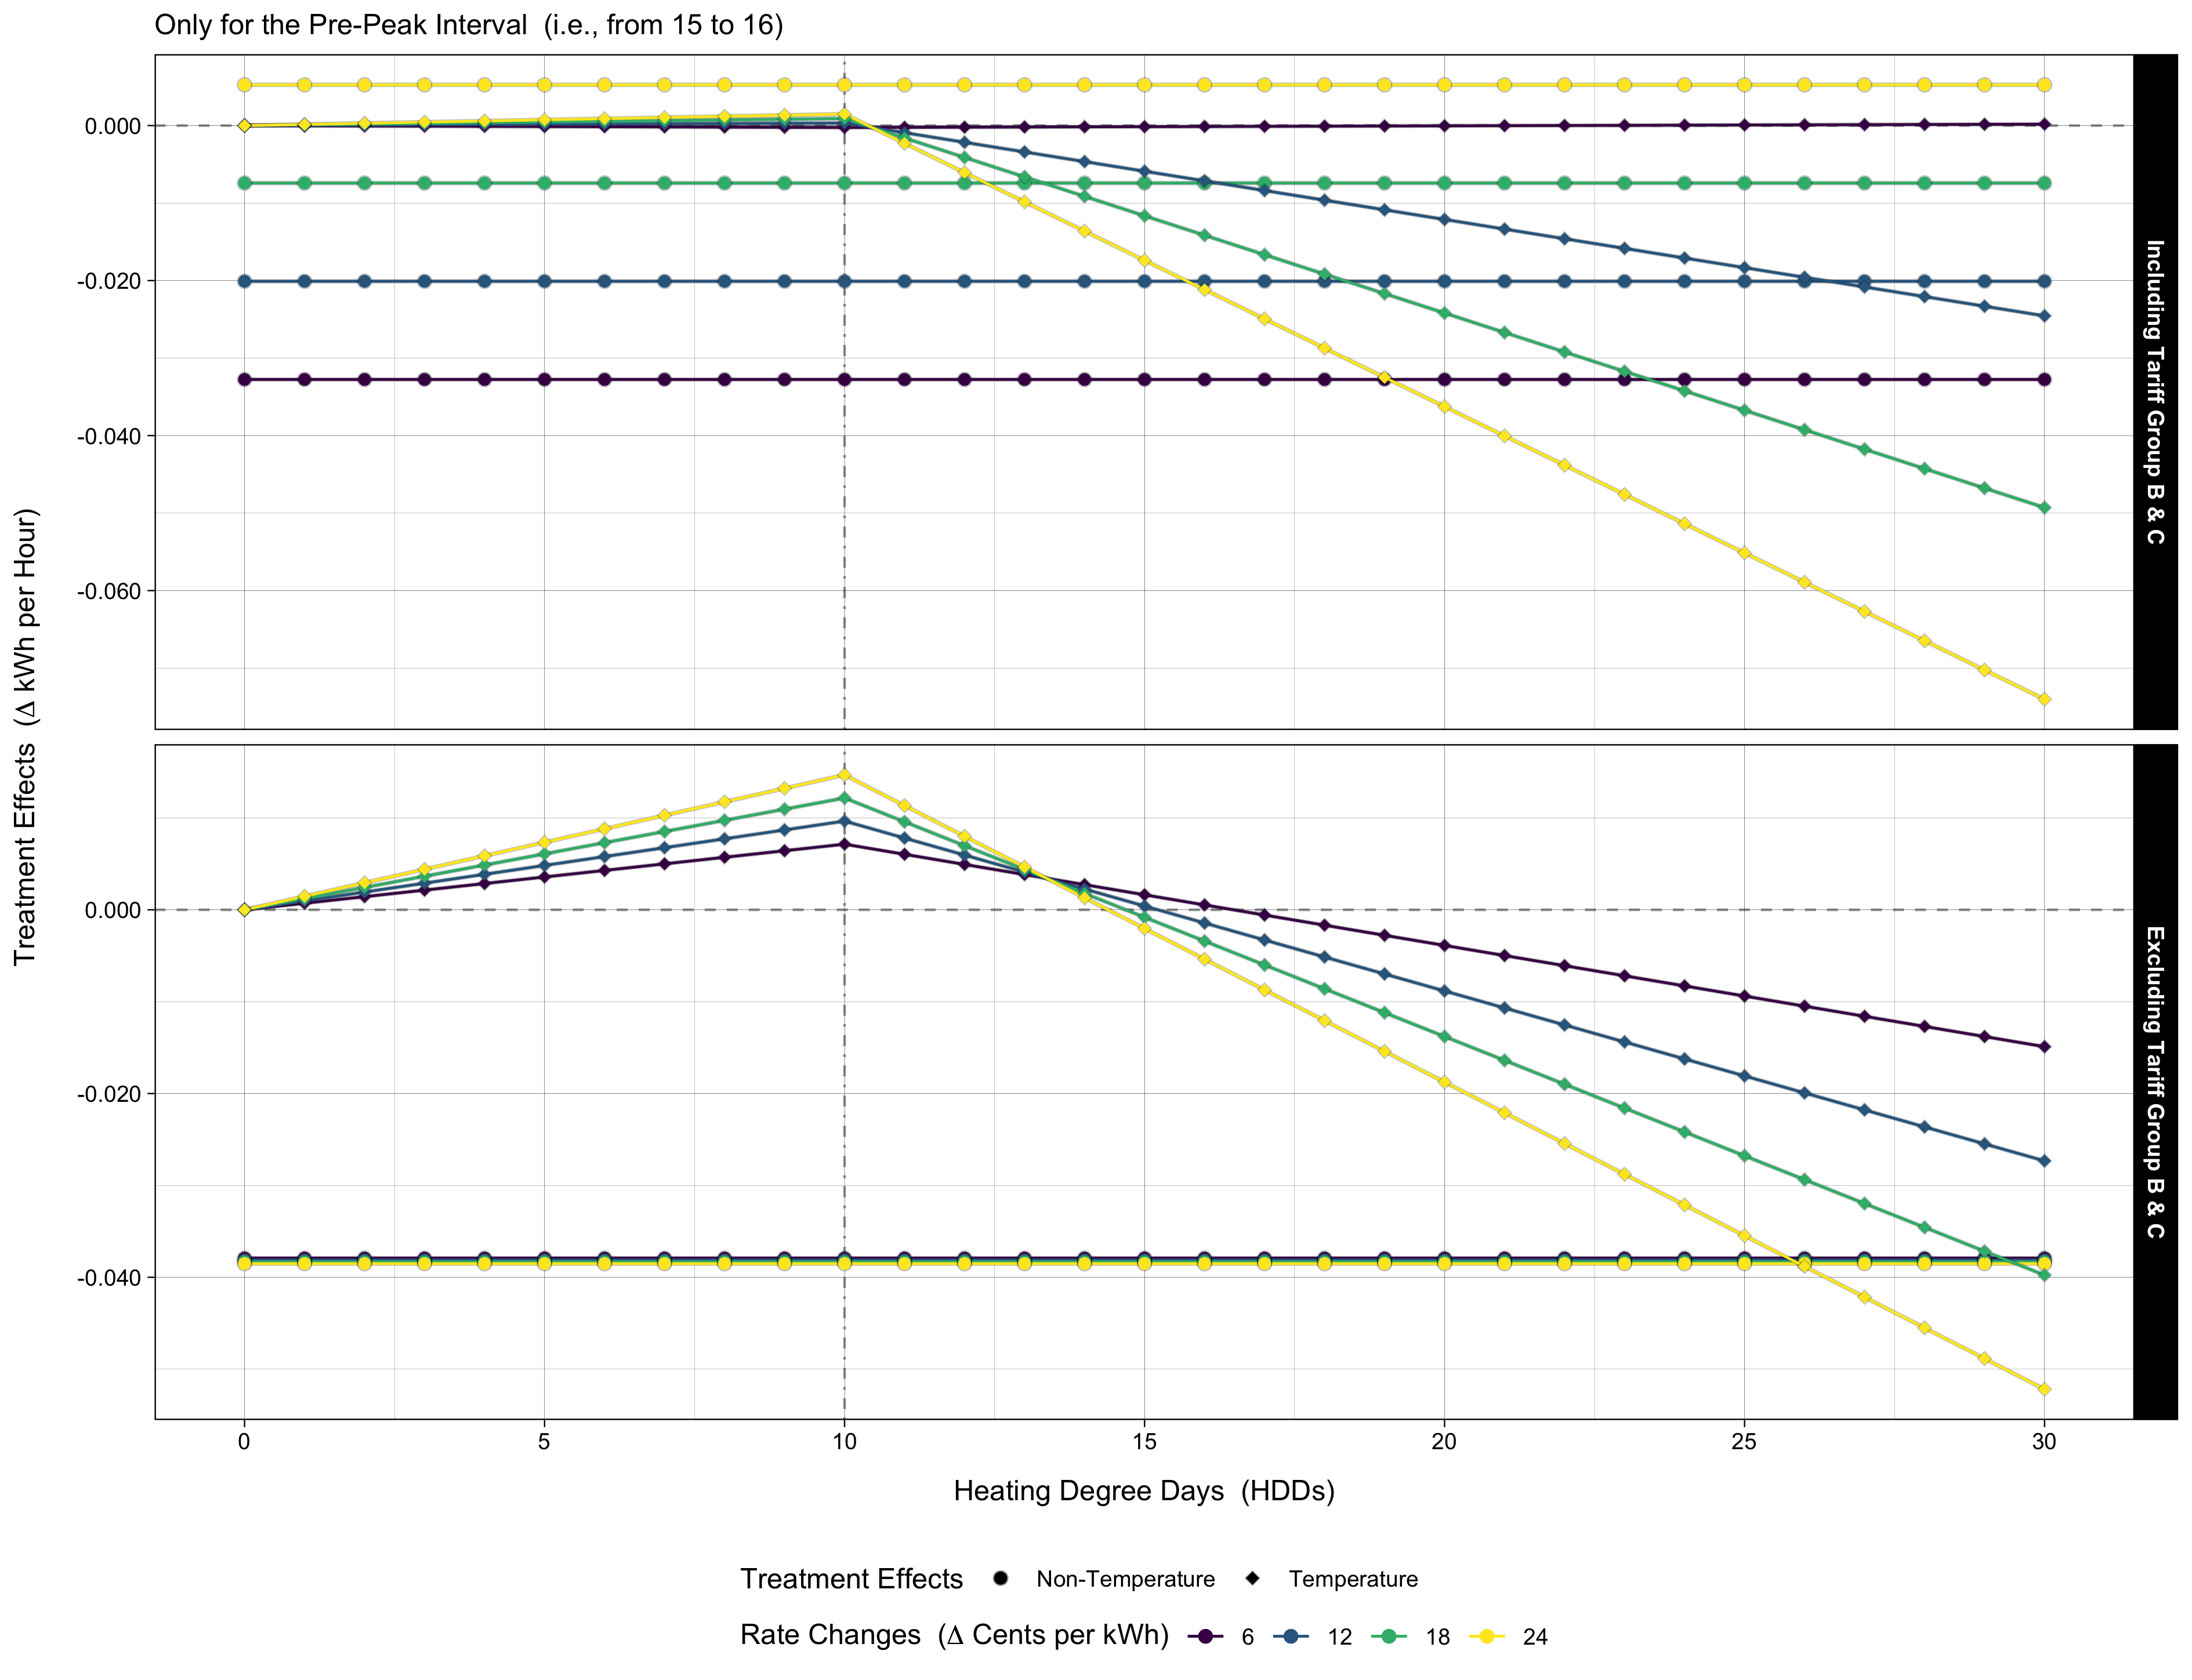 Only for the Pre-Peak Interval (i.e., from 15 to 16)
0.000
-0.020
-0.040
-0.060
Including Tariff Group B & C
Treatment Effects (Δ kWh per Hour)
0.000
-0.020
-0.040
Excluding Tariff Group B & C
0 5 10 15 20 25 30
Heating Degree Days (HDDs)
Treatment Effects Non-Temperature Temperature
Rate Changes (Δ Cents per kWh) 6 12 18 24